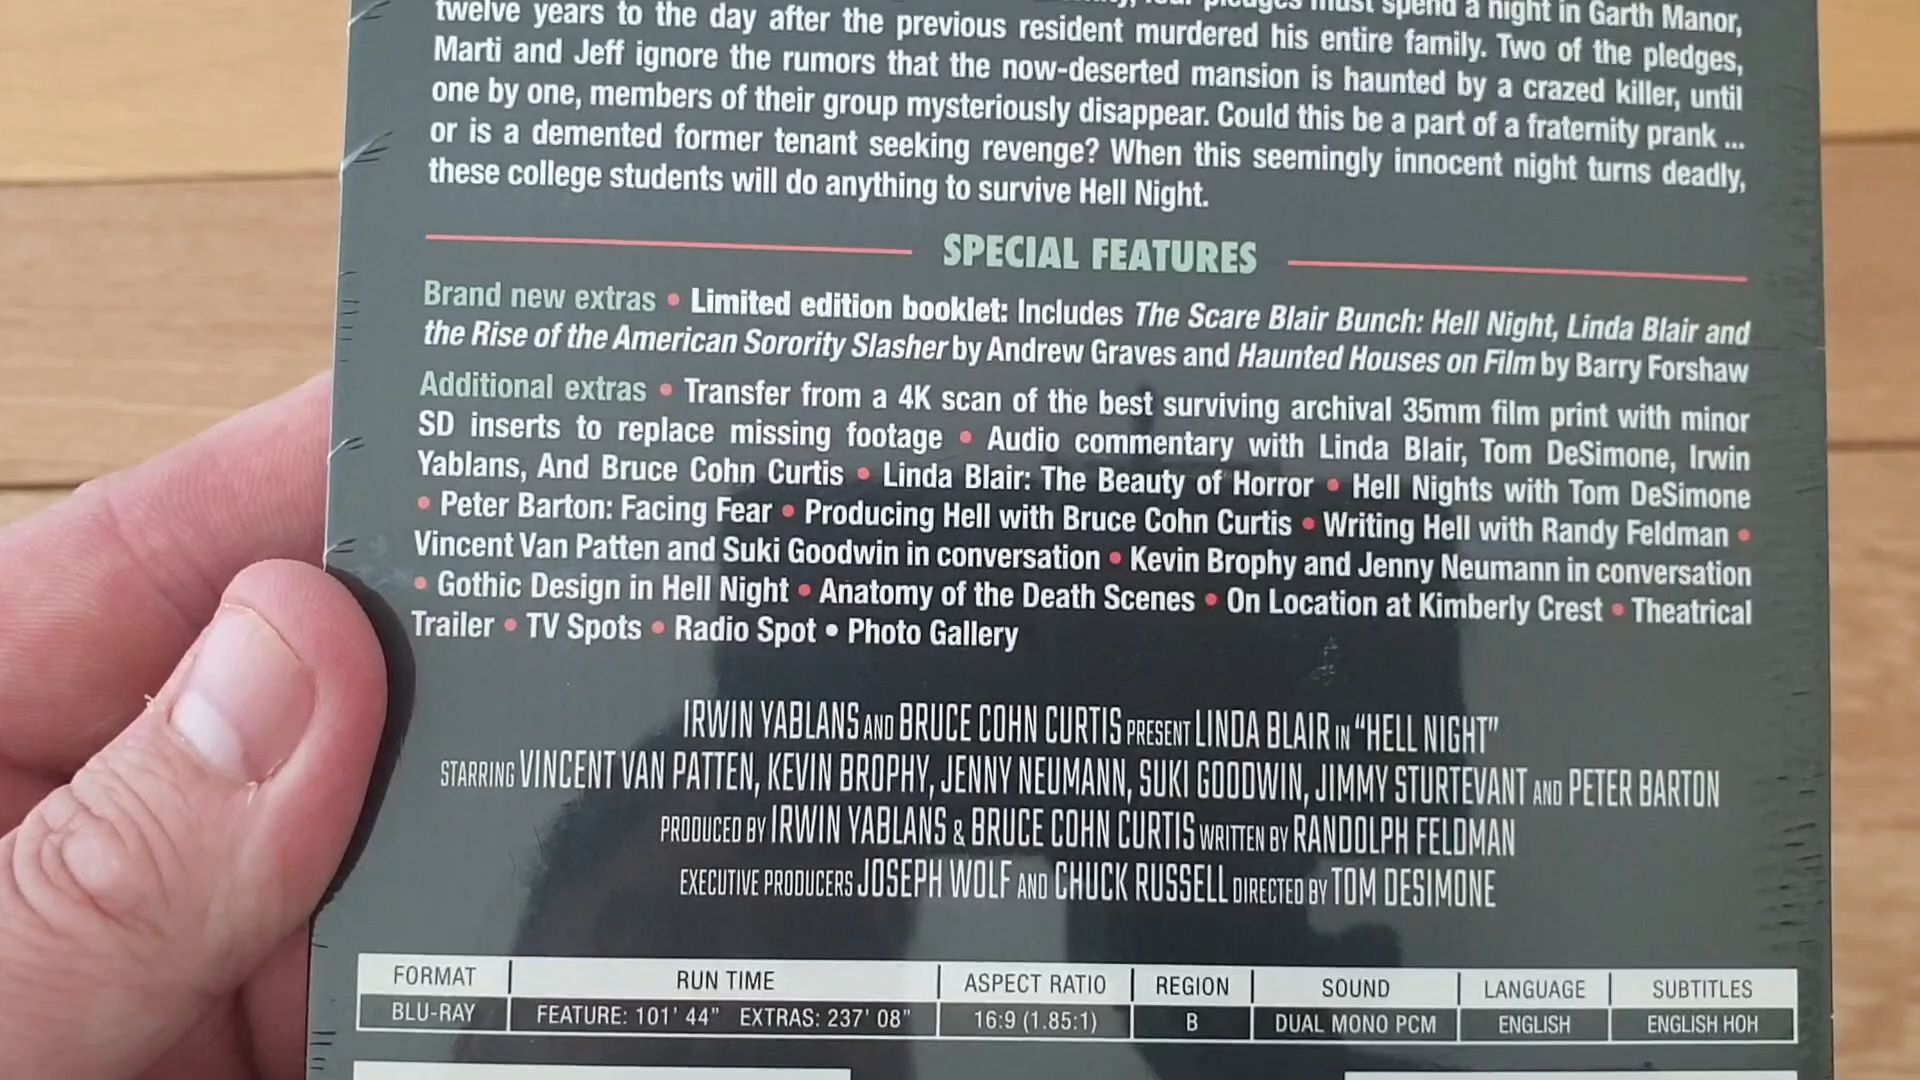 must spend a night in Garth Manor,
twelve years to the day after the previous resident murdered his entire family. Two of the pledges,
Marti and Jeff ignore the rumors that the now-deserted mansion is haunted by a crazed killer, until
one by one, members of their group mysteriously disappear. Could this be a part of a fraternity prank ...
or is a demented former tenant seeking revenge? When this seemingly innocent night turns deadly,
these college students will do anything to survive Hell Night.
SPECIAL FEATURES
Brand new extras • Limited edition booklet: Includes The Scare Blair Bunch: Hell Night, Linda Blair and
the Rise of the American Sorority Slasher by Andrew Graves and Haunted Houses on Film by Barry Forshaw
Additional extras • Transfer from a 4K scan of the best surviving archival 35mm film print with minor
SD inserts to replace missing footage • Audio commentary with Linda Blair, Tom DeSimone, Irwin
Yablans, And Bruce Cohn Curtis • Linda Blair: The Beauty of Horror • Hell Nights with Tom DeSimone
• Peter Barton: Facing Fear • Producing Hell with Bruce Cohn Curtis • Writing Hell with Randy Feldman •
Vincent Van Patten and Suki Goodwin in conversation • Kevin Brophy and Jenny Neumann in conversation
• Gothic Design in Hell Night • Anatomy of the Death Scenes • On Location at Kimberly Crest • Theatrical
Trailer • TV Spots • Radio Spot • Photo Gallery
IRWIN YABLANS AND BRUCE COHN CURTIS PRESENT LINDA BLAIR IN “HELL NIGHT”
STARRING VINCENT VAN PATTEN, KEVIN BROPHY, JENNY NEUMANN, SUKI GOODWIN, JIMMY STURTEVANT AND PETER BARTON
PRODUCED BY IRWIN YABLANS & BRUCE COHN CURTIS WRITTEN BY RANDOLPH FELDMAN
EXECUTIVE PRODUCERS JOSEPH WOLF AND CHUCK RUSSELL DIRECTED BY TOM DESIMONE
FORMAT RUN TIME ASPECT RATIO REGION SOUND LANGUAGE SUBTITLES
BLU-RAY FEATURE: 101' 44" EXTRAS: 237' 08" 16:9 (1.85:1) B DUAL MONO PCM ENGLISH ENGLISH HOH